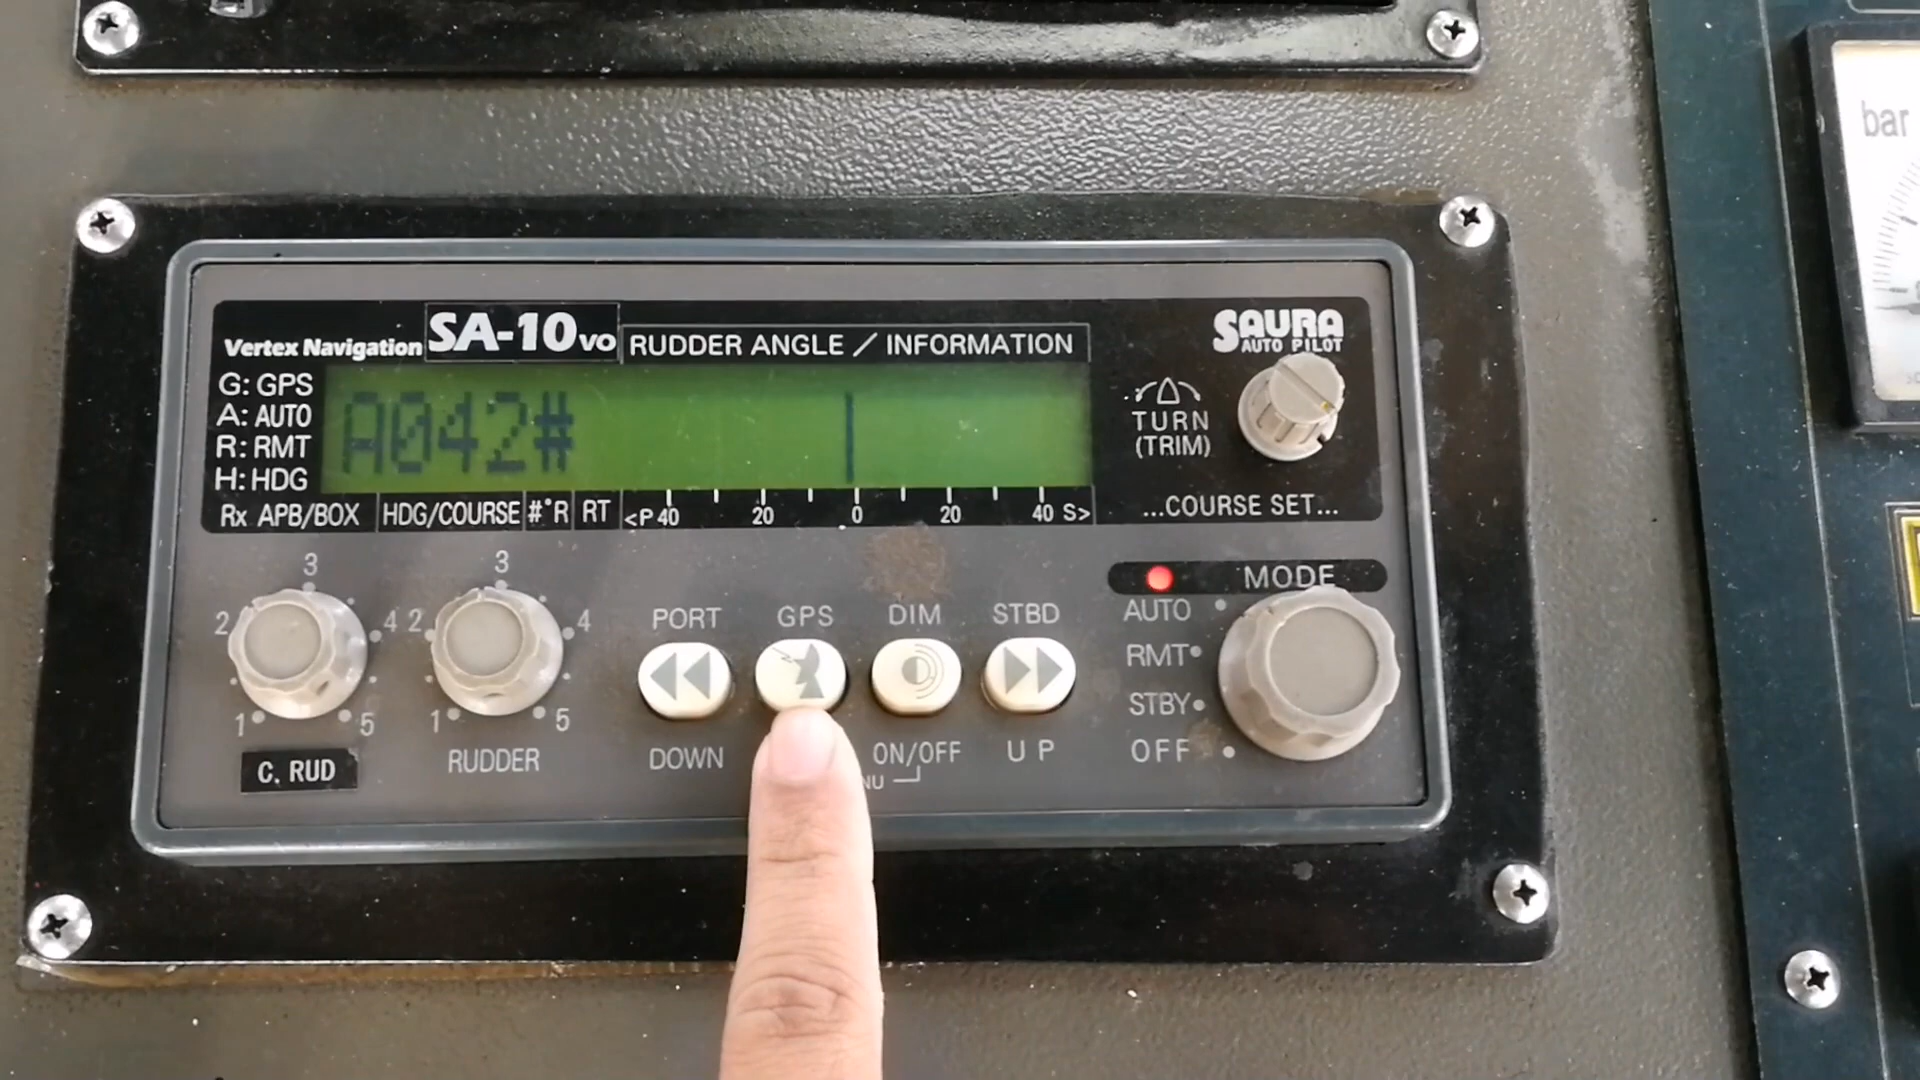 bar
Vertex Navigation SA-10VO RUDDER ANGLE / INFORMATION
SAURA
AUTO PILOT
G: GPS
A: AUTO
R: RMT
H: HDG
A042#
TURN
(TRIM)
Rx APB/BOX HDG/COURSE #°R RT <P 40 20 0 20 40 S>
...COURSE SET...
1 2 3 4 5
C. RUD
1 2 3 4 5
RUDDER
PORT GPS DIM STBD
DOWN ON/OFF UP
MODE
AUTO
RMT
STBY
OFF